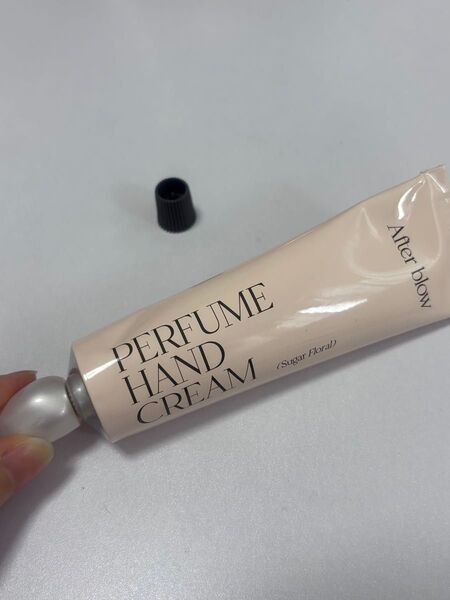 PERFUME
HAND
CREAM
(Sugar Floral)
After blow